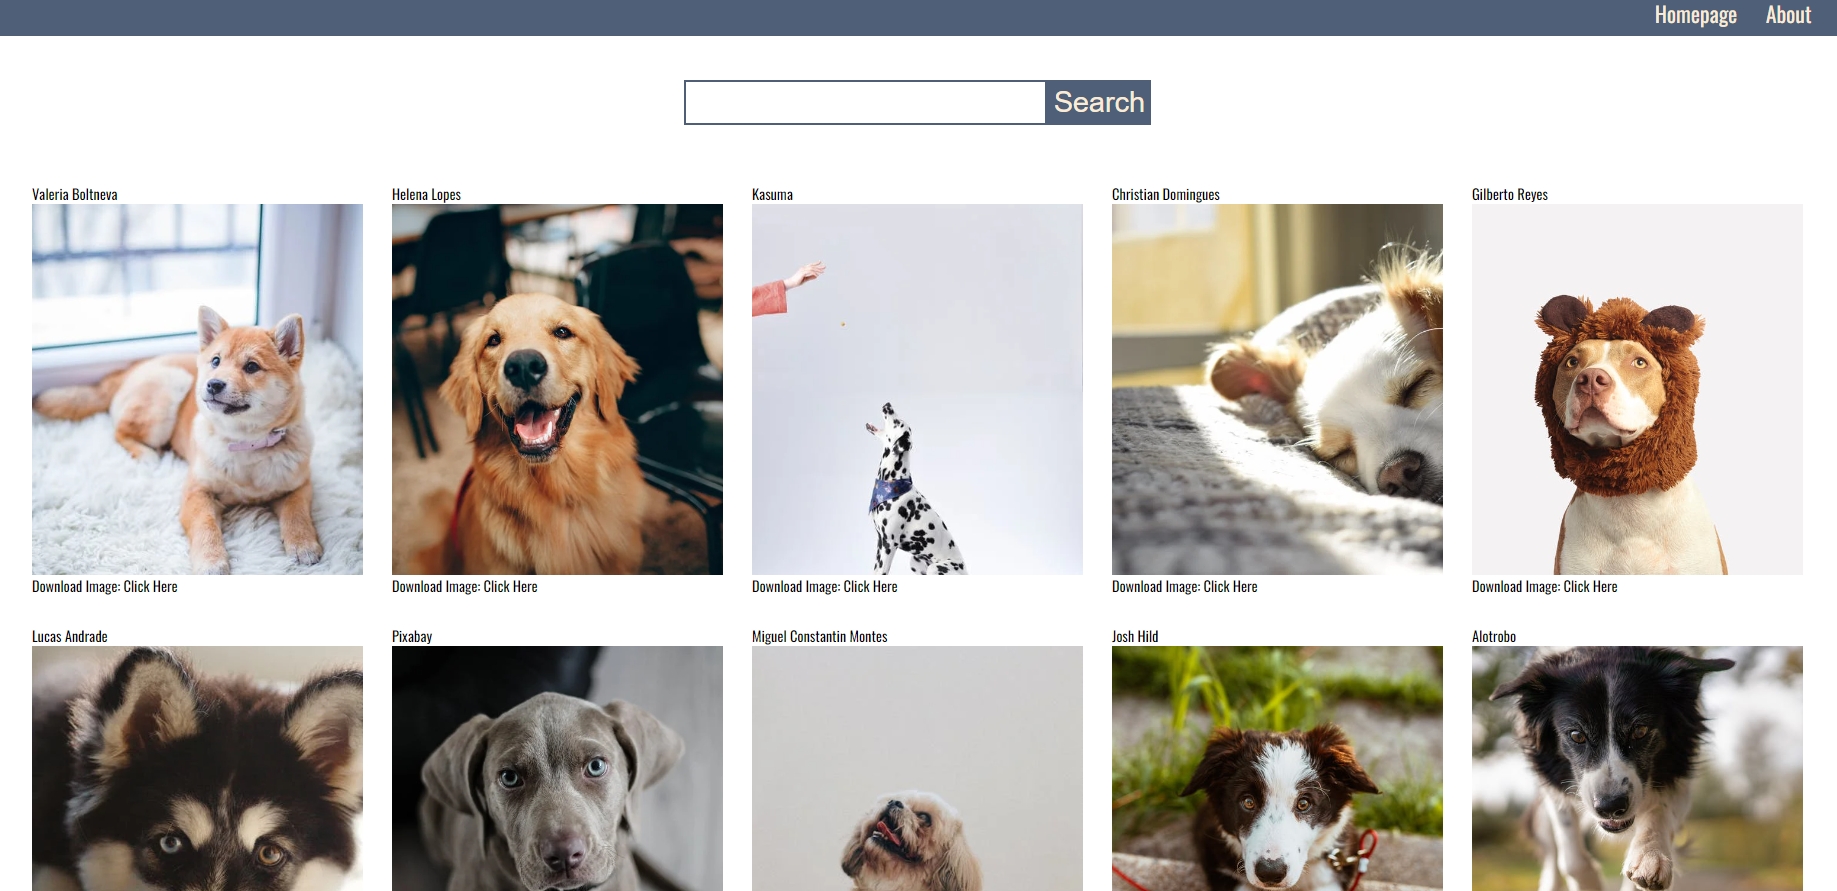 Homepage About
Search
Valeria Boltneva Helena Lopes Kasuma Christian Domingues Gilberto Reyes
Download Image: Click Here Download Image: Click Here Download Image: Click Here Download Image: Click Here Download Image: Click Here
Lucas Andrade Pixabay Miguel Constantin Montes Josh Hild Alotrobo